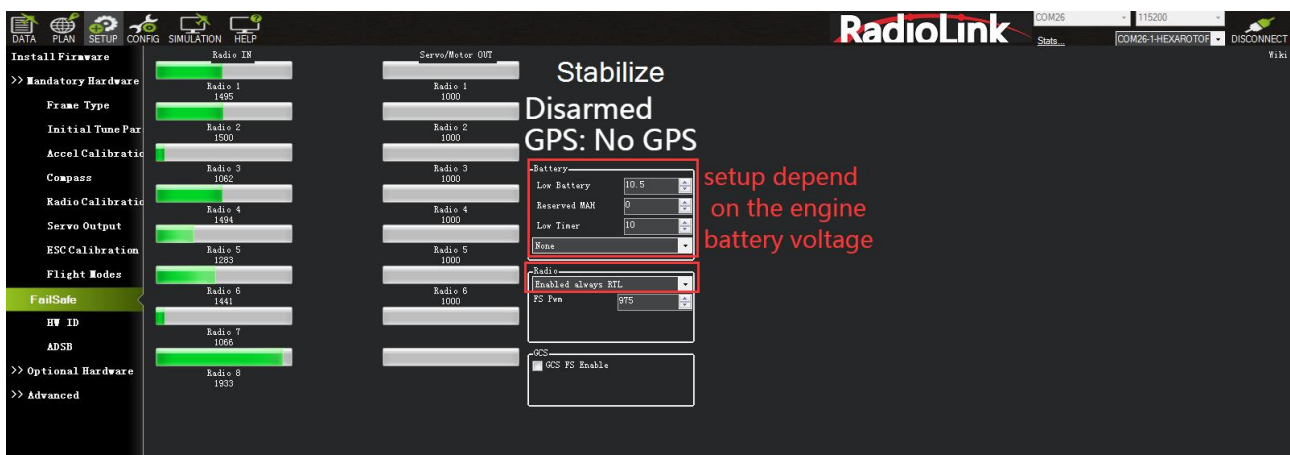 DATA PLAN SETUP CONFIG SIMULATION HELP
RadioLink
COM26 115200
Stats... COM26-1-HEXAROTOF DISCONNECT
Wiki
Install Firmware
>> Mandatory Hardware
Frame Type
Initial Tune Par
Accel Calibratic
Compass
Radio Calibratic
Servo Output
ESC Calibration
Flight Modes
FailSafe
HW ID
ADSB
>> Optional Hardware
>> Advanced
Radio IN
Radio 1
1495
Radio 2
1500
Radio 3
1062
Radio 4
1494
Radio 5
1283
Radio 6
1441
Radio 7
1066
Radio 8
1933
Servo/Motor OUT
Radio 1
1000
Radio 2
1000
Radio 3
1000
Radio 4
1000
Radio 5
1000
Radio 6
1000
Stabilize
Disarmed
GPS: No GPS
Battery
Low Battery 10.5
Reserved MAH 0
Low Timer 10
None
setup depend
on the engine
battery voltage
Radio
Enabled always RTL
FS Pwm 975
GCS
GCS FS Enable